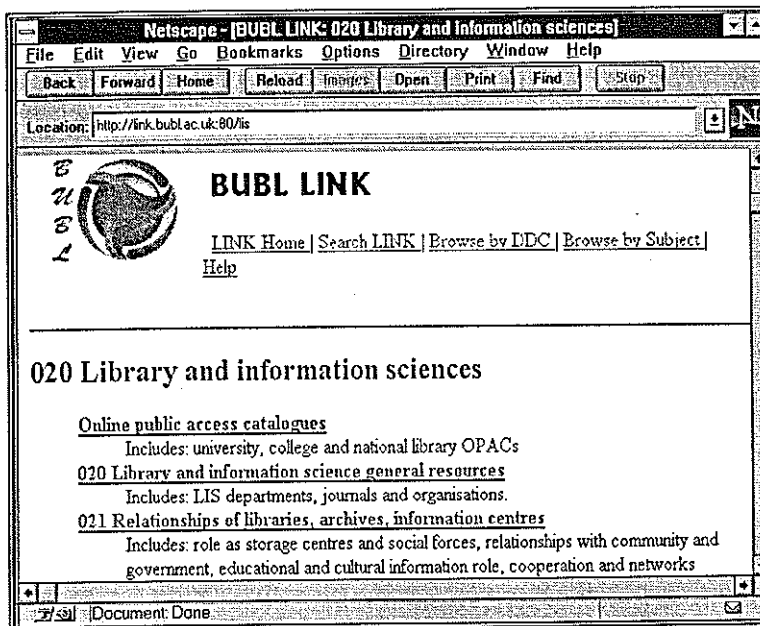 Netscape - [BUBL LINK: 020 Library and information sciences]
File Edit View Go Bookmarks Options Directory Window Help
Back Forward Home Reload Images Open Print Find Stop
Location: http://link.bubl.ac.uk:80/lis
N
BUBL
BUBL LINK
LINK Home | Search LINK | Browse by DDC | Browse by Subject |
Help
020 Library and information sciences
Online public access catalogues
Includes: university, college and national library OPACs
020 Library and information science general resources
Includes: LIS departments, journals and organisations.
021 Relationships of libraries, archives, information centres
Includes: role as storage centres and social forces, relationships with community and
government, educational and cultural information role, cooperation and networks
Document: Done